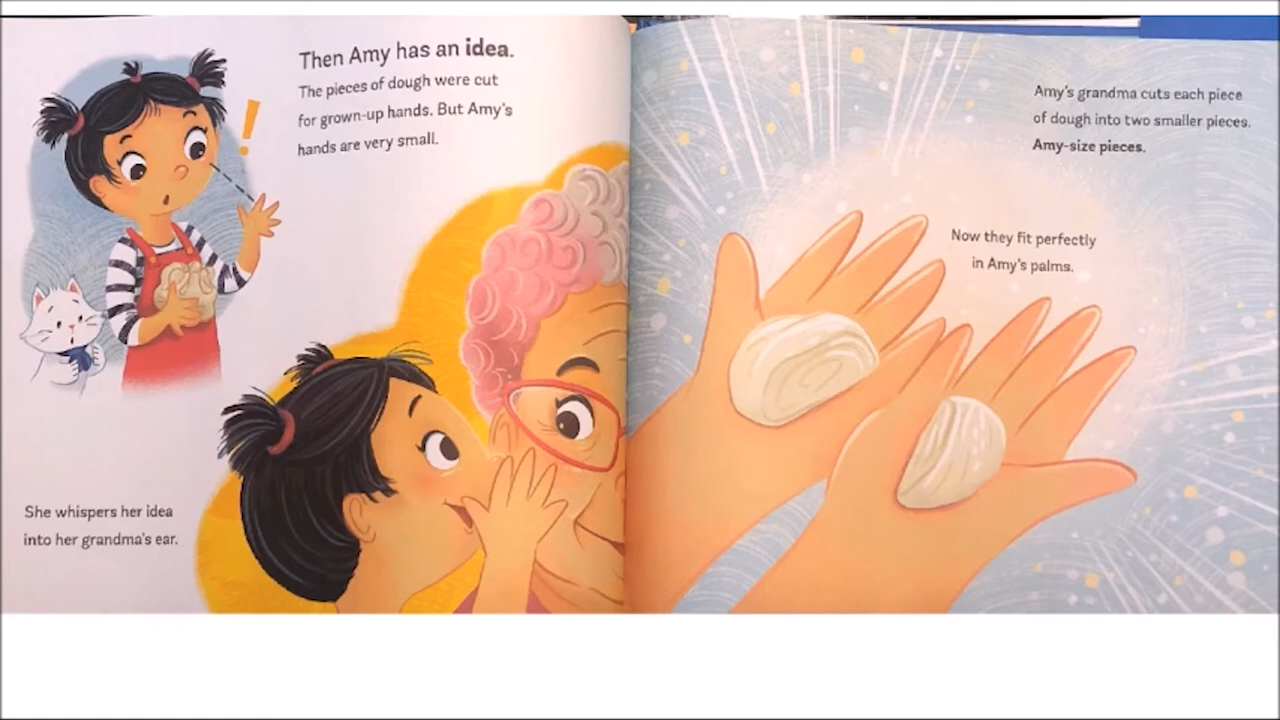 Then Amy has an idea.
The pieces of dough were cut
for grown-up hands. But Amy's
hands are very small.
She whispers her idea
into her grandma's ear.
Amy's grandma cuts each piece
of dough into two smaller pieces.
Amy-size pieces.
Now they fit perfectly
in Amy's palms.